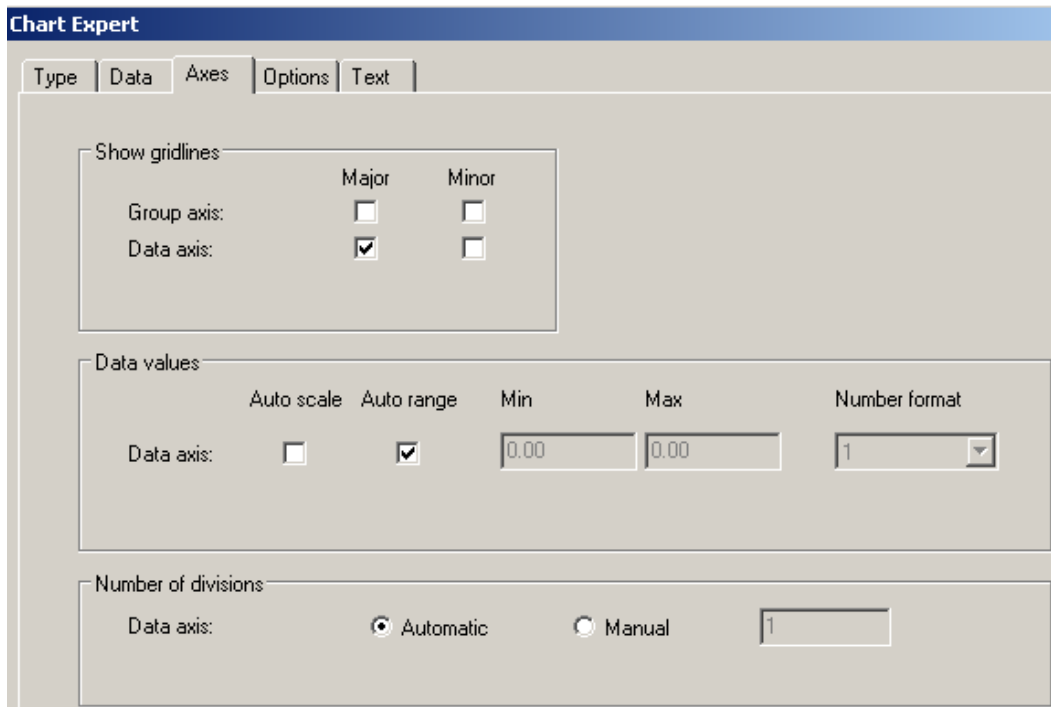 Chart Expert
Type Data Axes Options Text
Show gridlines
Major Minor
Group axis:
Data axis:
Data values
Auto scale Auto range Min Max Number format
Data axis: 0.00 0.00 1
Number of divisions
Data axis: Automatic Manual 1